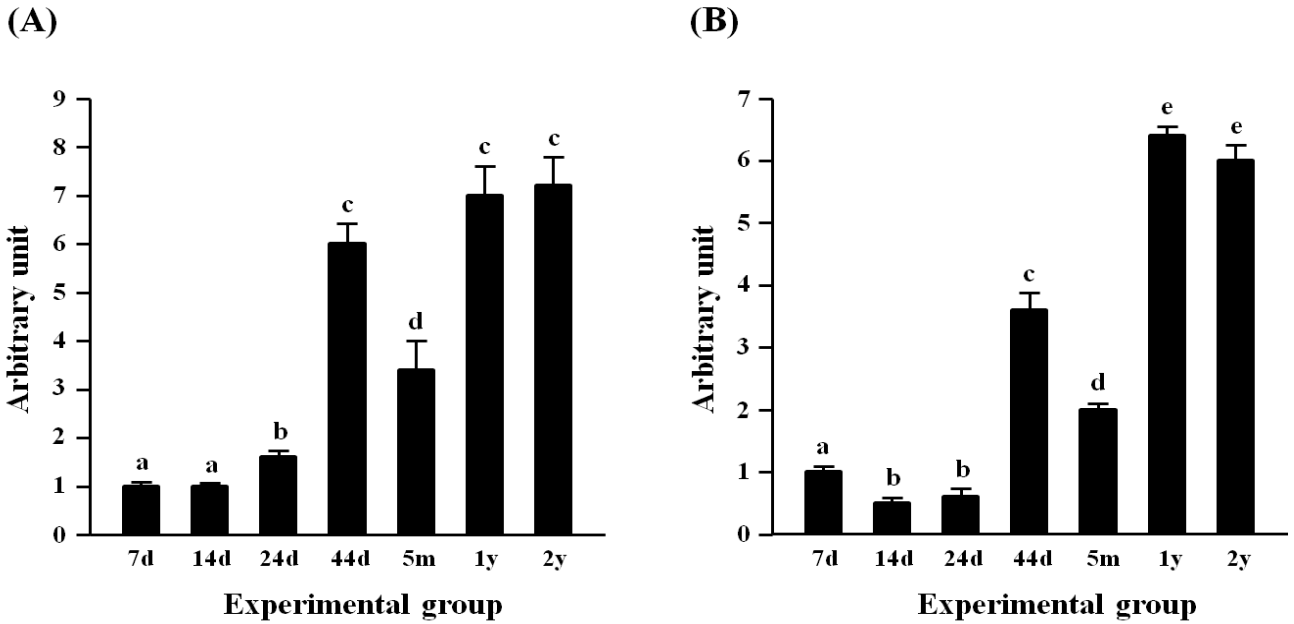 (A)
9
8
7
6
5
4
3
2
1
0
Arbitrary unit
a
a
b
c
d
c
c
7d 14d 24d 44d 5m 1y 2y
Experimental group
(B)
7
6
5
4
3
2
1
0
Arbitrary unit
a
b
b
c
d
e
e
7d 14d 24d 44d 5m 1y 2y
Experimental group